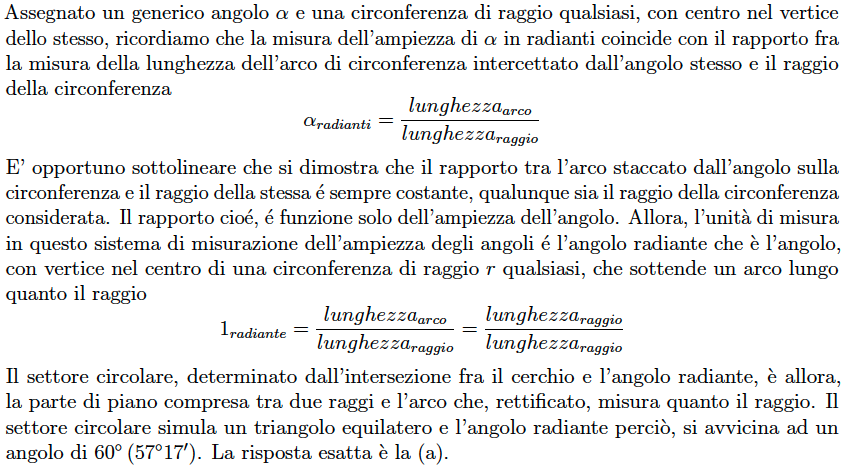 Assegnato un generico angolo α e una circonferenza di raggio qualsiasi, con centro nel vertice
dello stesso, ricordiamo che la misura dell'ampiezza di α in radianti coincide con il rapporto fra
la misura della lunghezza dell'arco di circonferenza intercettato dall'angolo stesso e il raggio
della circonferenza
α_{radianti} = \frac{lunghezza_{arco}}{lunghezza_{raggio}}
E' opportuno sottolineare che si dimostra che il rapporto tra l'arco staccato dall'angolo sulla
circonferenza e il raggio della stessa é sempre costante, qualunque sia il raggio della circonferenza
considerata. Il rapporto cioé, é funzione solo dell'ampiezza dell'angolo. Allora, l'unità di misura
in questo sistema di misurazione dell'ampiezza degli angoli é l'angolo radiante che è l'angolo,
con vertice nel centro di una circonferenza di raggio r qualsiasi, che sottende un arco lungo
quanto il raggio
1_{radiante} = \frac{lunghezza_{arco}}{lunghezza_{raggio}} = \frac{lunghezza_{raggio}}{lunghezza_{raggio}}
Il settore circolare, determinato dall'intersezione fra il cerchio e l'angolo radiante, è allora,
la parte di piano compresa tra due raggi e l'arco che, rettificato, misura quanto il raggio. Il
settore circolare simula un triangolo equilatero e l'angolo radiante perciò, si avvicina ad un
angolo di 60° (57°17′). La risposta esatta è la (a).